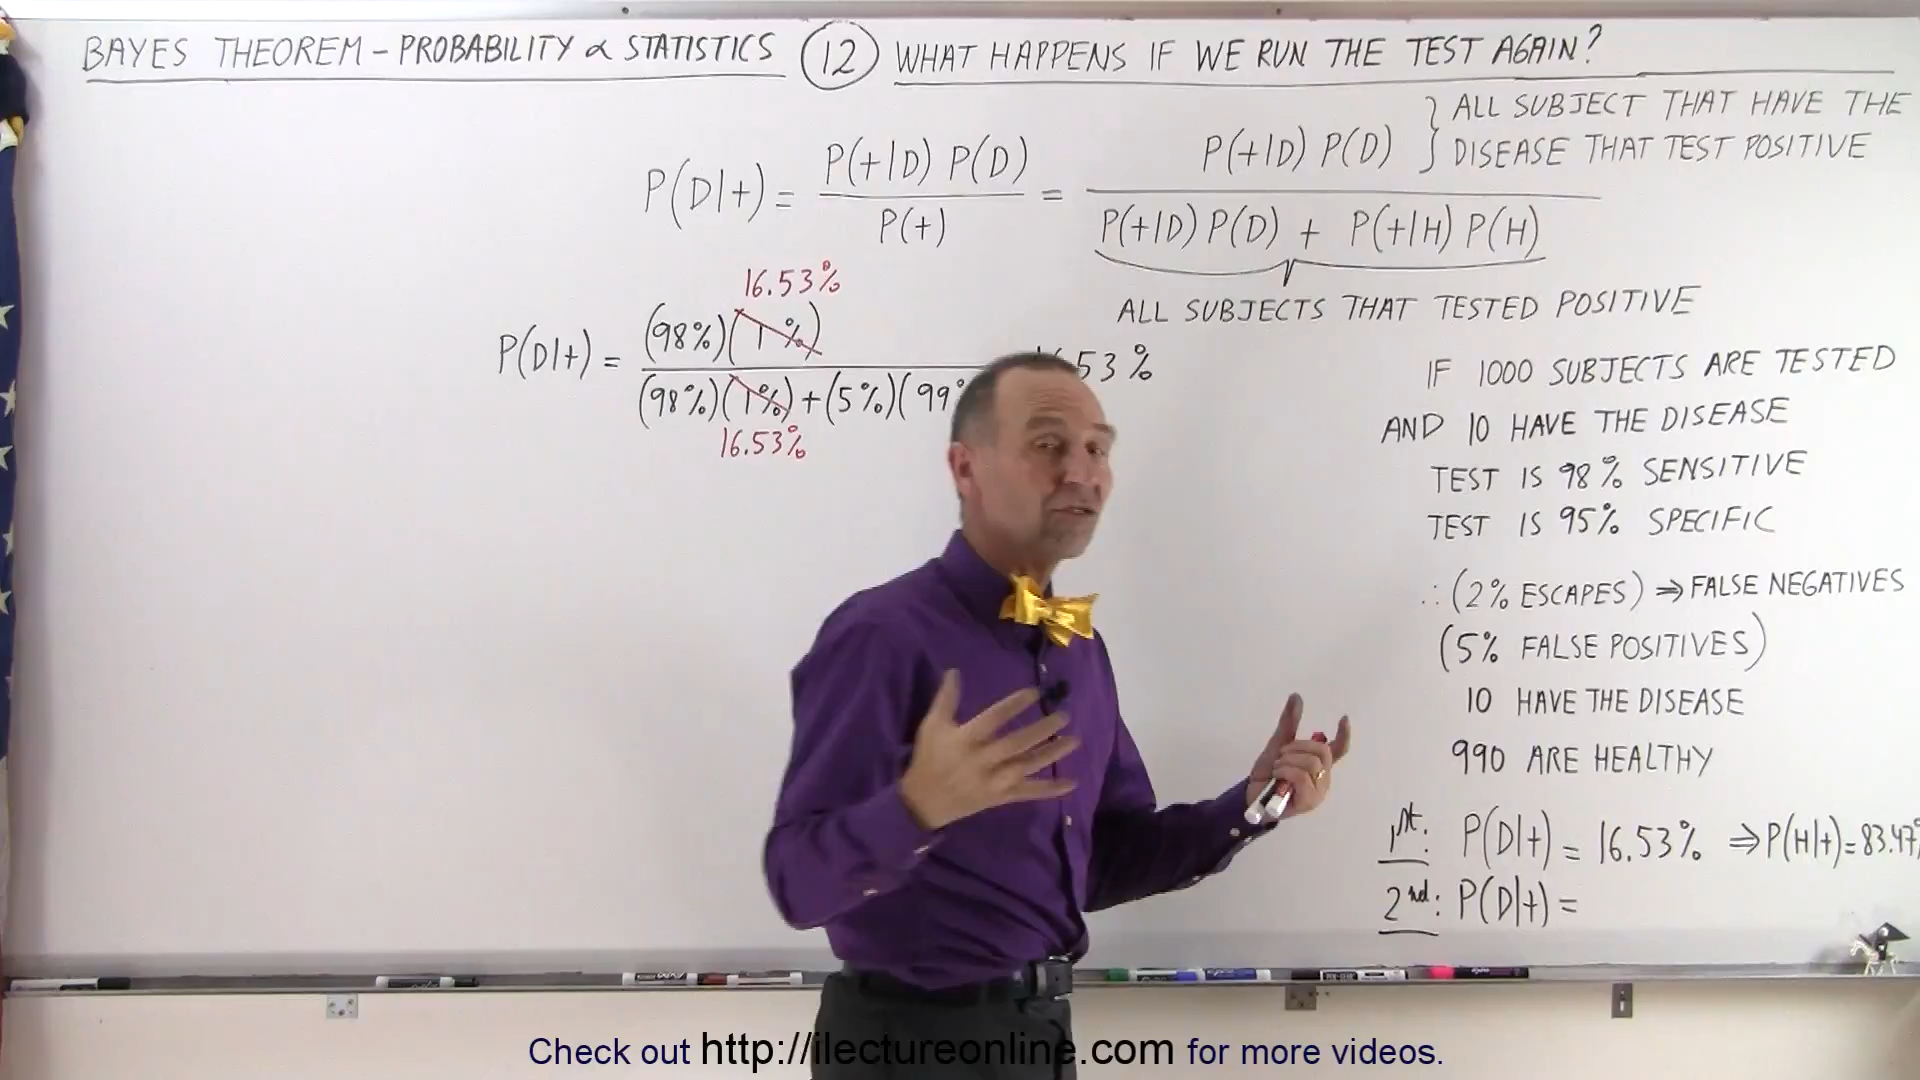 BAYES THEOREM – PROBABILITY & STATISTICS (12) WHAT HAPPENS IF WE RUN THE TEST AGAIN?
P(D|+) = P(+|D) P(D) / P(+) = P(+|D) P(D) / P(+|D) P(D) + P(+|H) P(H)
} ALL SUBJECT THAT HAVE THE
DISEASE THAT TEST POSITIVE
ALL SUBJECTS THAT TESTED POSITIVE
16.53%
P(D|+) = (98%)(1%) / (98%)(1%) + (5%)(99% 53%
16.53%
IF 1000 SUBJECTS ARE TESTED
AND 10 HAVE THE DISEASE
TEST IS 98% SENSITIVE
TEST IS 95% SPECIFIC
∴ (2% ESCAPES) ⇒ FALSE NEGATIVES
(5% FALSE POSITIVES)
10 HAVE THE DISEASE
990 ARE HEALTHY
1st: P(D|+) = 16.53% ⇒ P(H|+) = 83.47%
2nd: P(D|+) =
Check out http://ilectureonline.com for more videos.